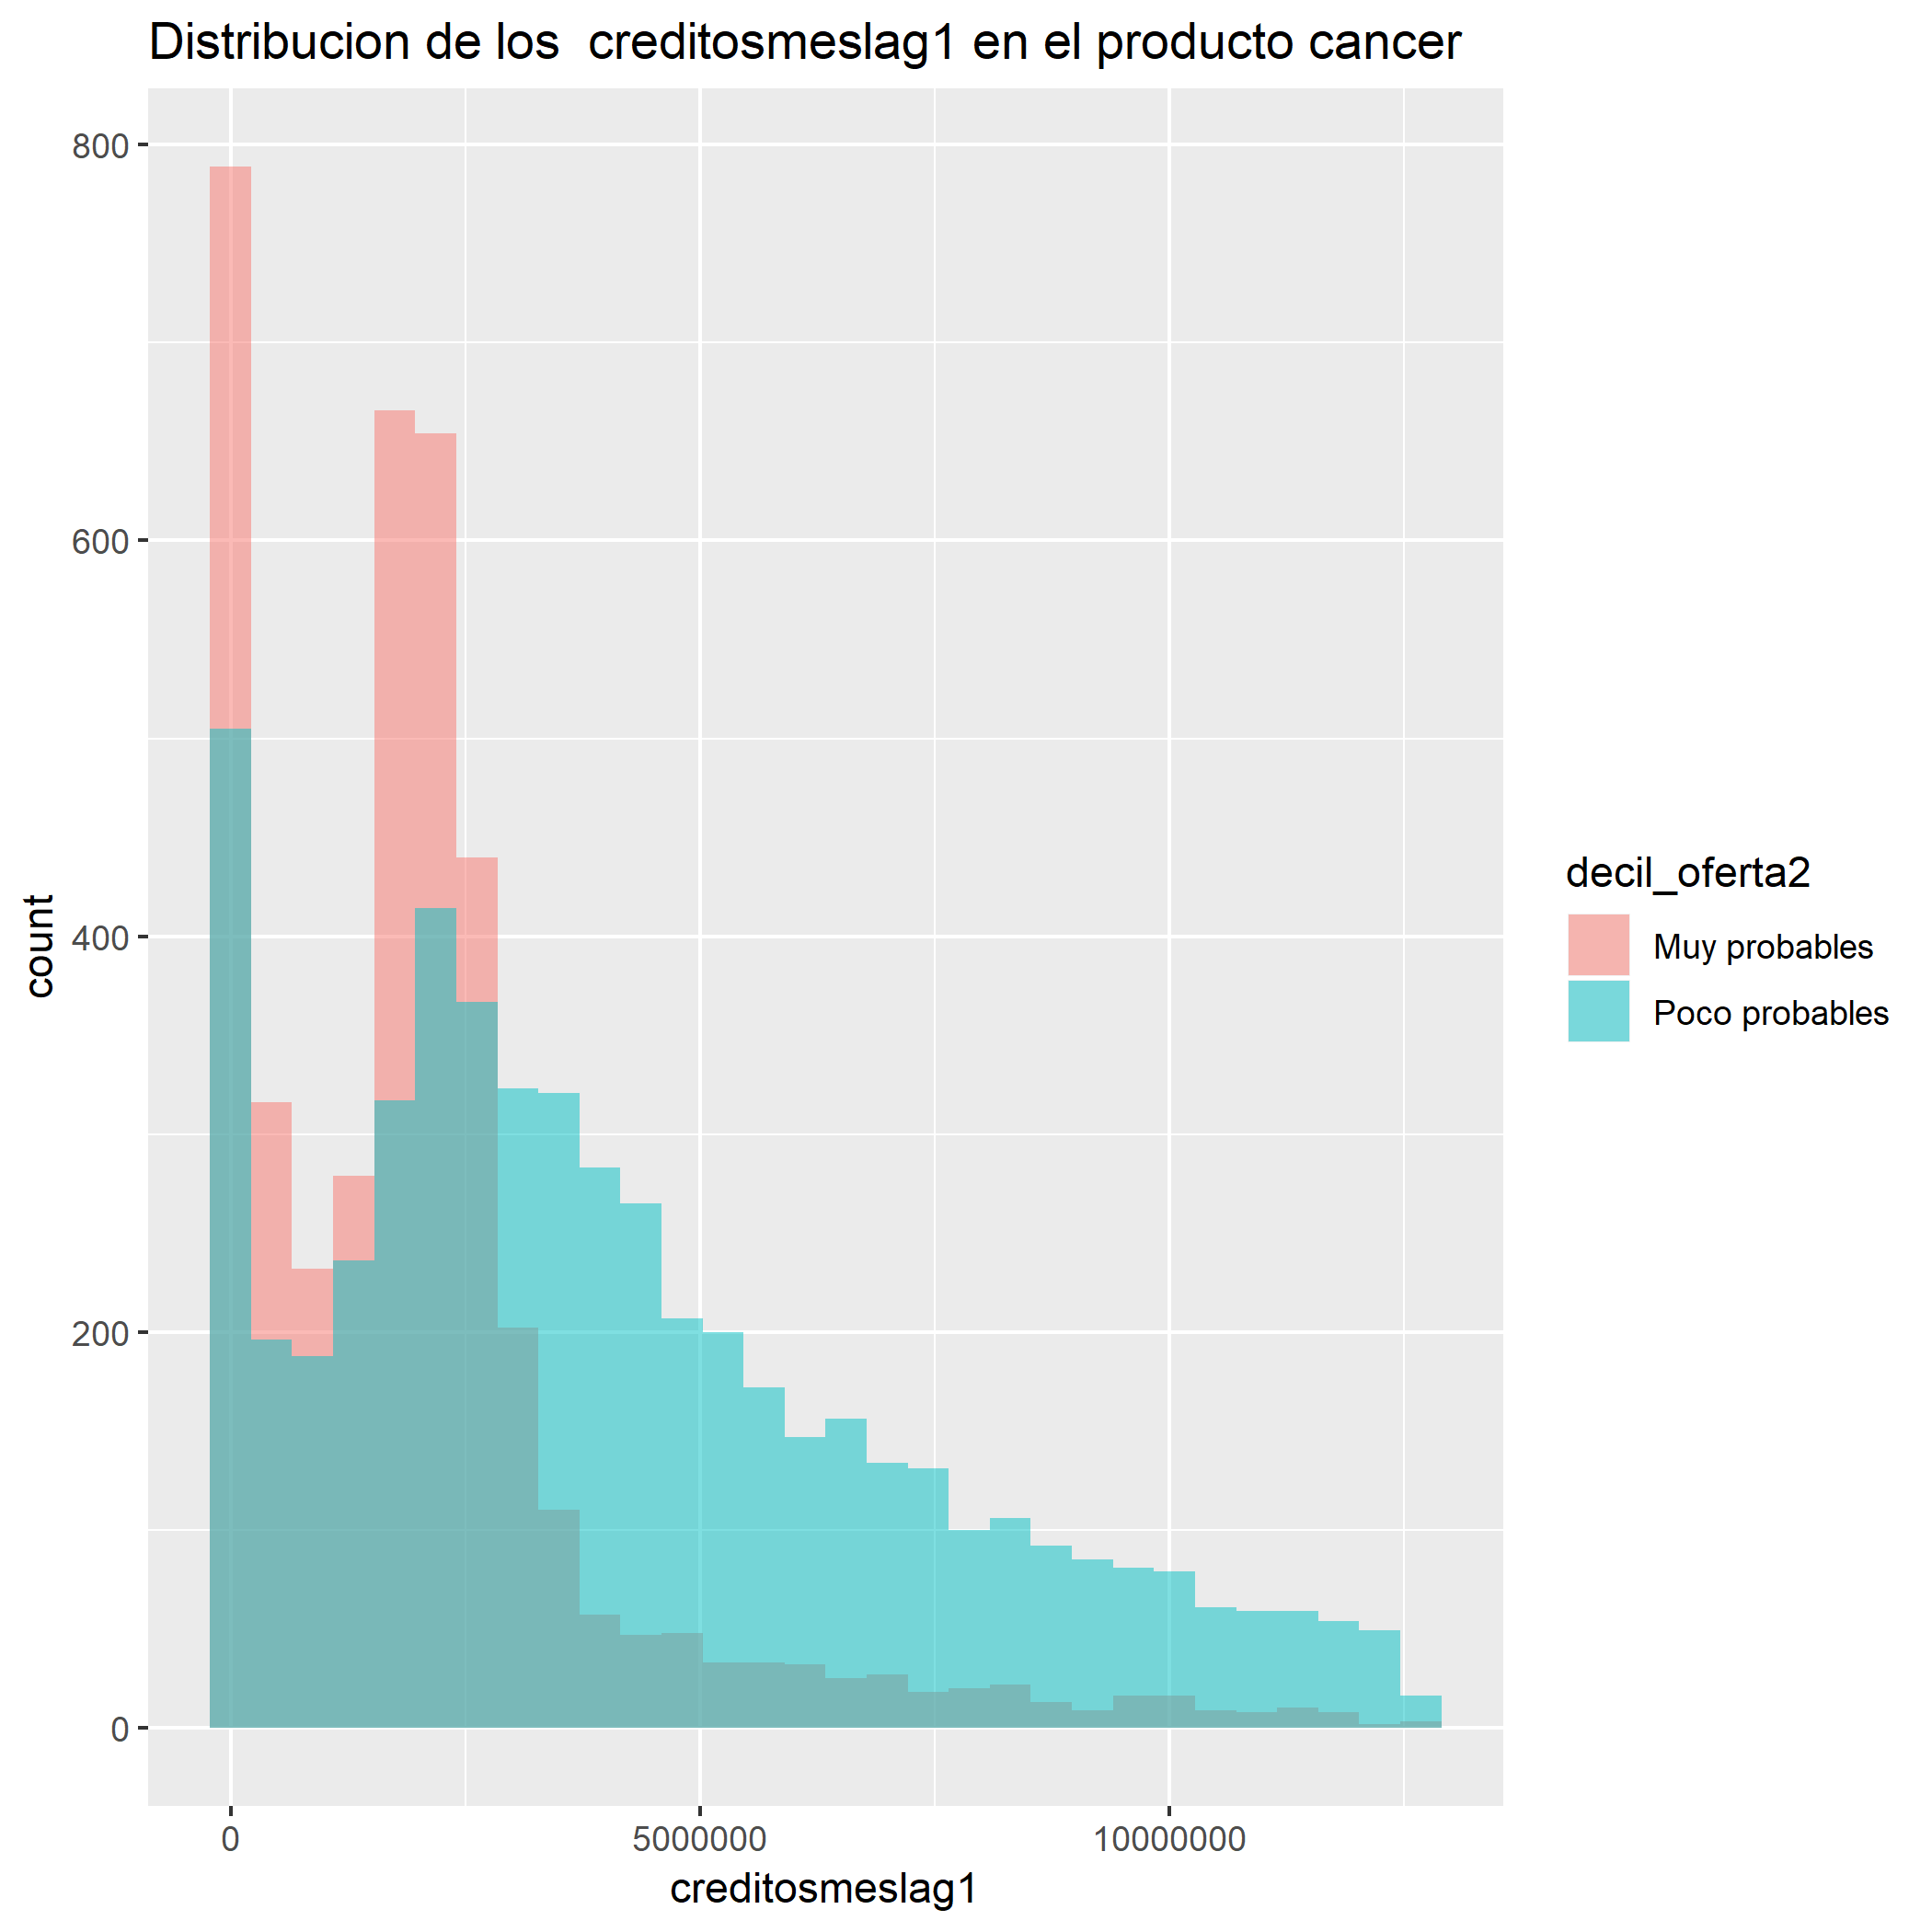 Distribucion de los  creditosmeslag1 en el producto cancer
800
600
400
200
0
count
0
5000000
10000000
creditosmeslag1
decil_oferta2
Muy probables
Poco probables